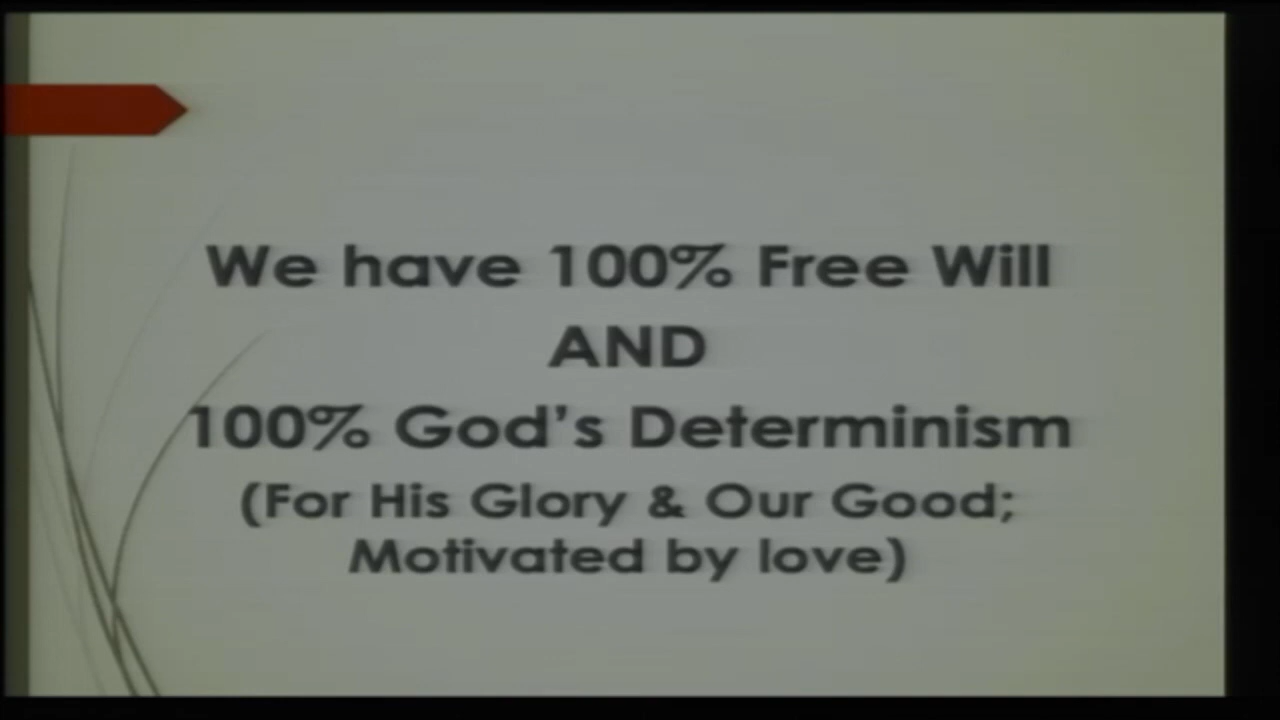 We have 100% Free Will
AND
100% God's Determinism
(For His Glory & Our Good;
Motivated by love)